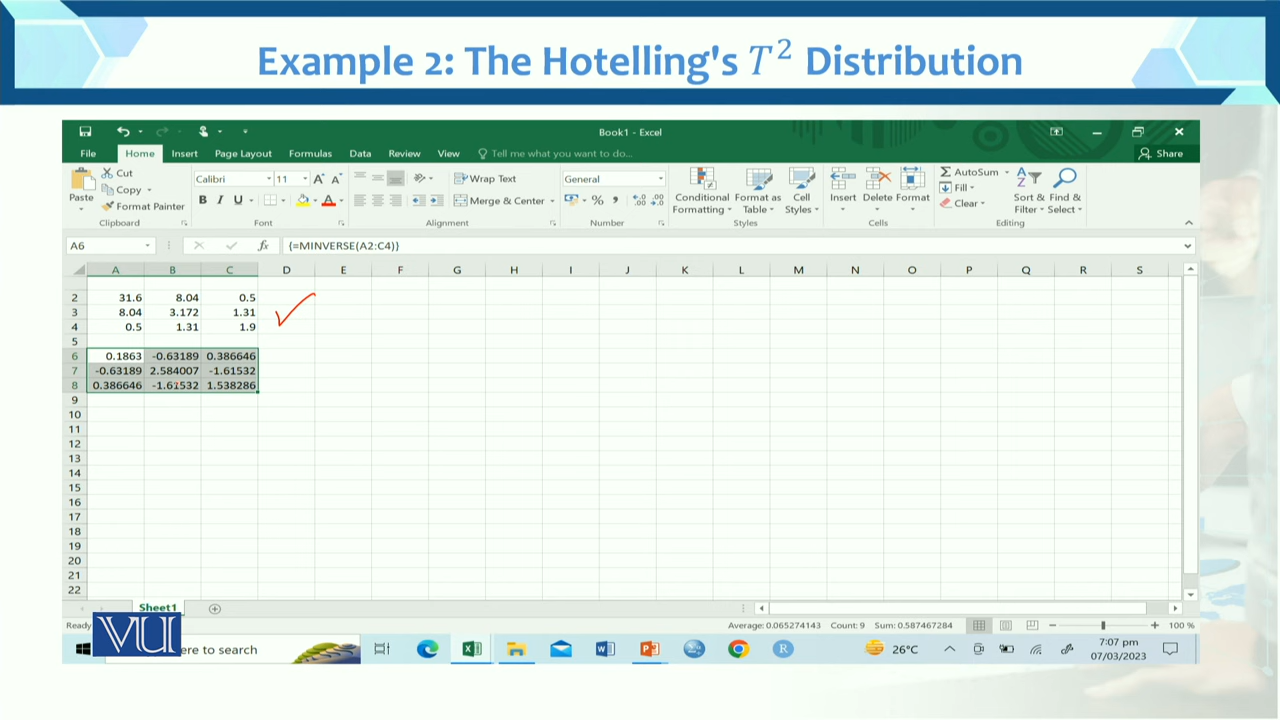 Example 2: The Hotelling's T² Distribution
Book1 - Excel
File Home Insert Page Layout Formulas Data Review View Tell me what you want to do... Share
Cut
Copy
Format Painter
Paste
Calibri 11
B I U
Wrap Text
Merge & Center
General
Conditional Formatting
Format as Table
Cell Styles
Insert Delete Format
AutoSum
Fill
Clear
Sort & Filter
Find & Select
Clipboard Font Alignment Number Styles Cells Editing
A6 fx {=MINVERSE(A2:C4)}
A B C D E F G H I J K L M N O P Q R S
2 31.6 8.04 0.5
3 8.04 3.172 1.31
4 0.5 1.31 1.9
5
6 0.1863 -0.63189 0.386646
7 -0.63189 2.584007 -1.61532
8 0.386646 -1.61532 1.538286
9
10
11
12
13
14
15
16
17
18
19
20
21
22
Sheet1
Ready Average: 0.065274143 Count: 9 Sum: 0.587467284 100 %
VU
ere to search
26°C
7:07 pm
07/03/2023